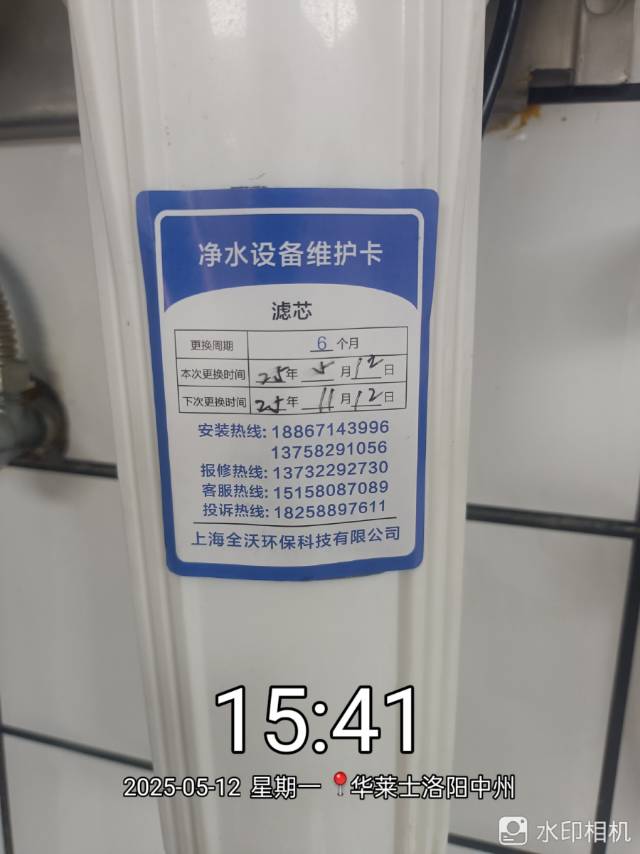 净水设备维护卡
滤芯
更换周期 6 个月
本次更换时间 25年 5 月 12 日
下次更换时间 25年 11 月 12 日
安装热线: 18867143996
13758291056
报修热线: 13732292730
客服热线: 15158087089
投诉热线: 18258897611
上海全沃环保科技有限公司
15:41
2025-05-12 星期一 华莱士洛阳中州
水印相机